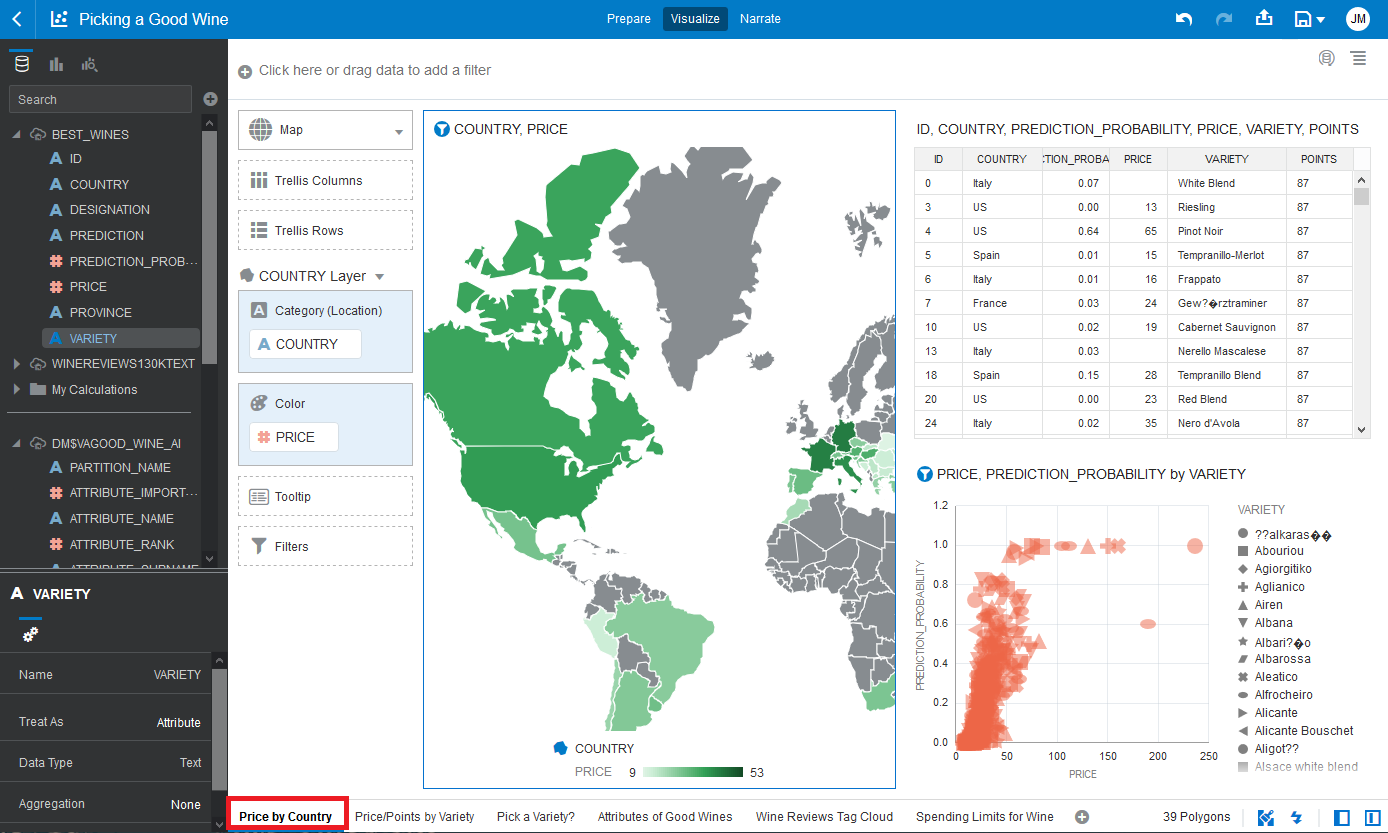 Picking a Good Wine
Prepare Visualize Narrate
JM
Search
BEST_WINES
ID
COUNTRY
DESIGNATION
PREDICTION
PREDICTION_PROB···
PRICE
PROVINCE
VARIETY
WINEREVIEWS130KTEXT
My Calculations
DM$VAGOOD_WINE_AI
PARTITION_NAME
ATTRIBUTE_IMPORT···
ATTRIBUTE_NAME
ATTRIBUTE_RANK
ATTRIBUTE_SUBNAME
A VARIETY
Name VARIETY
Treat As Attribute
Data Type Text
Aggregation None
Click here or drag data to add a filter
Map
Trellis Columns
Trellis Rows
COUNTRY Layer
Category (Location)
A COUNTRY
Color
# PRICE
Tooltip
Filters
COUNTRY, PRICE
COUNTRY
PRICE 9 53
ID, COUNTRY, PREDICTION_PROBABILITY, PRICE, VARIETY, POINTS
ID COUNTRY TION_PROBA PRICE VARIETY POINTS
0 Italy 0.07 White Blend 87
3 US 0.00 13 Riesling 87
4 US 0.64 65 Pinot Noir 87
5 Spain 0.01 15 Tempranillo-Merlot 87
6 Italy 0.01 16 Frappato 87
7 France 0.03 24 Gew?�rztraminer 87
10 US 0.02 19 Cabernet Sauvignon 87
13 Italy 0.03 Nerello Mascalese 87
18 Spain 0.15 28 Tempranillo Blend 87
20 US 0.00 23 Red Blend 87
24 Italy 0.02 35 Nero d'Avola 87
PRICE, PREDICTION_PROBABILITY by VARIETY
PREDICTION_PROBABILITY
1.2
1.0
0.8
0.6
0.4
0.2
0.0
0 50 100 150 200 250
PRICE
VARIETY
??alkaras��
Abouriou
Agiorgitiko
Aglianico
Airen
Albana
Albari?�o
Albarossa
Aleatico
Alfrocheiro
Alicante
Alicante Bouschet
Aligot??
Alsace white blend
Price by Country Price/Points by Variety Pick a Variety? Attributes of Good Wines Wine Reviews Tag Cloud Spending Limits for Wine 39 Polygons